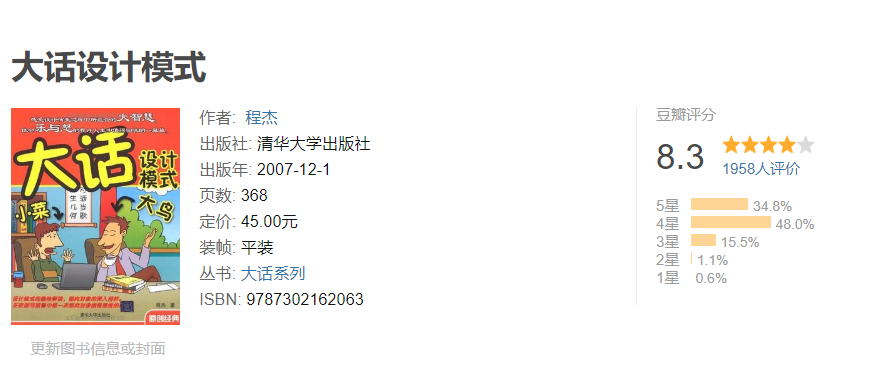 大话设计模式
大话
设计
模式
小菜
大鸟
原创经典
作者: 程杰
出版社: 清华大学出版社
出版年: 2007-12-1
页数: 368
定价: 45.00元
装帧: 平装
丛书: 大话系列
ISBN: 9787302162063
更新图书信息或封面
豆瓣评分
8.3
1958人评价
5星 34.8%
4星 48.0%
3星 15.5%
2星 1.1%
1星 0.6%